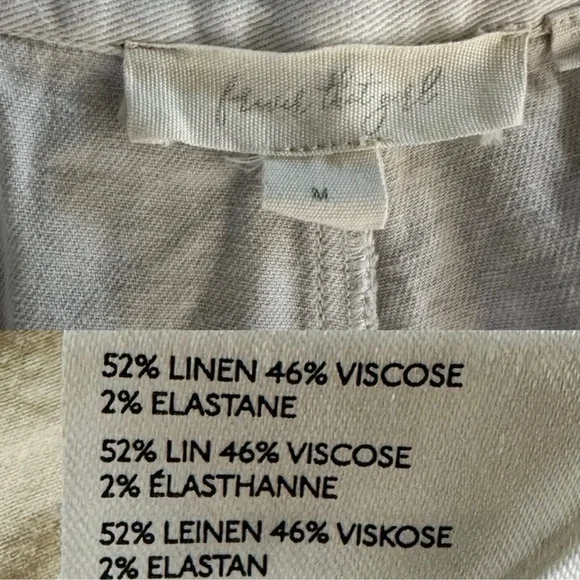 forever that girl
M
52% LINEN 46% VISCOSE
2% ELASTANE
52% LIN 46% VISCOSE
2% ÉLASTHANNE
52% LEINEN 46% VISKOSE
2% ELASTAN